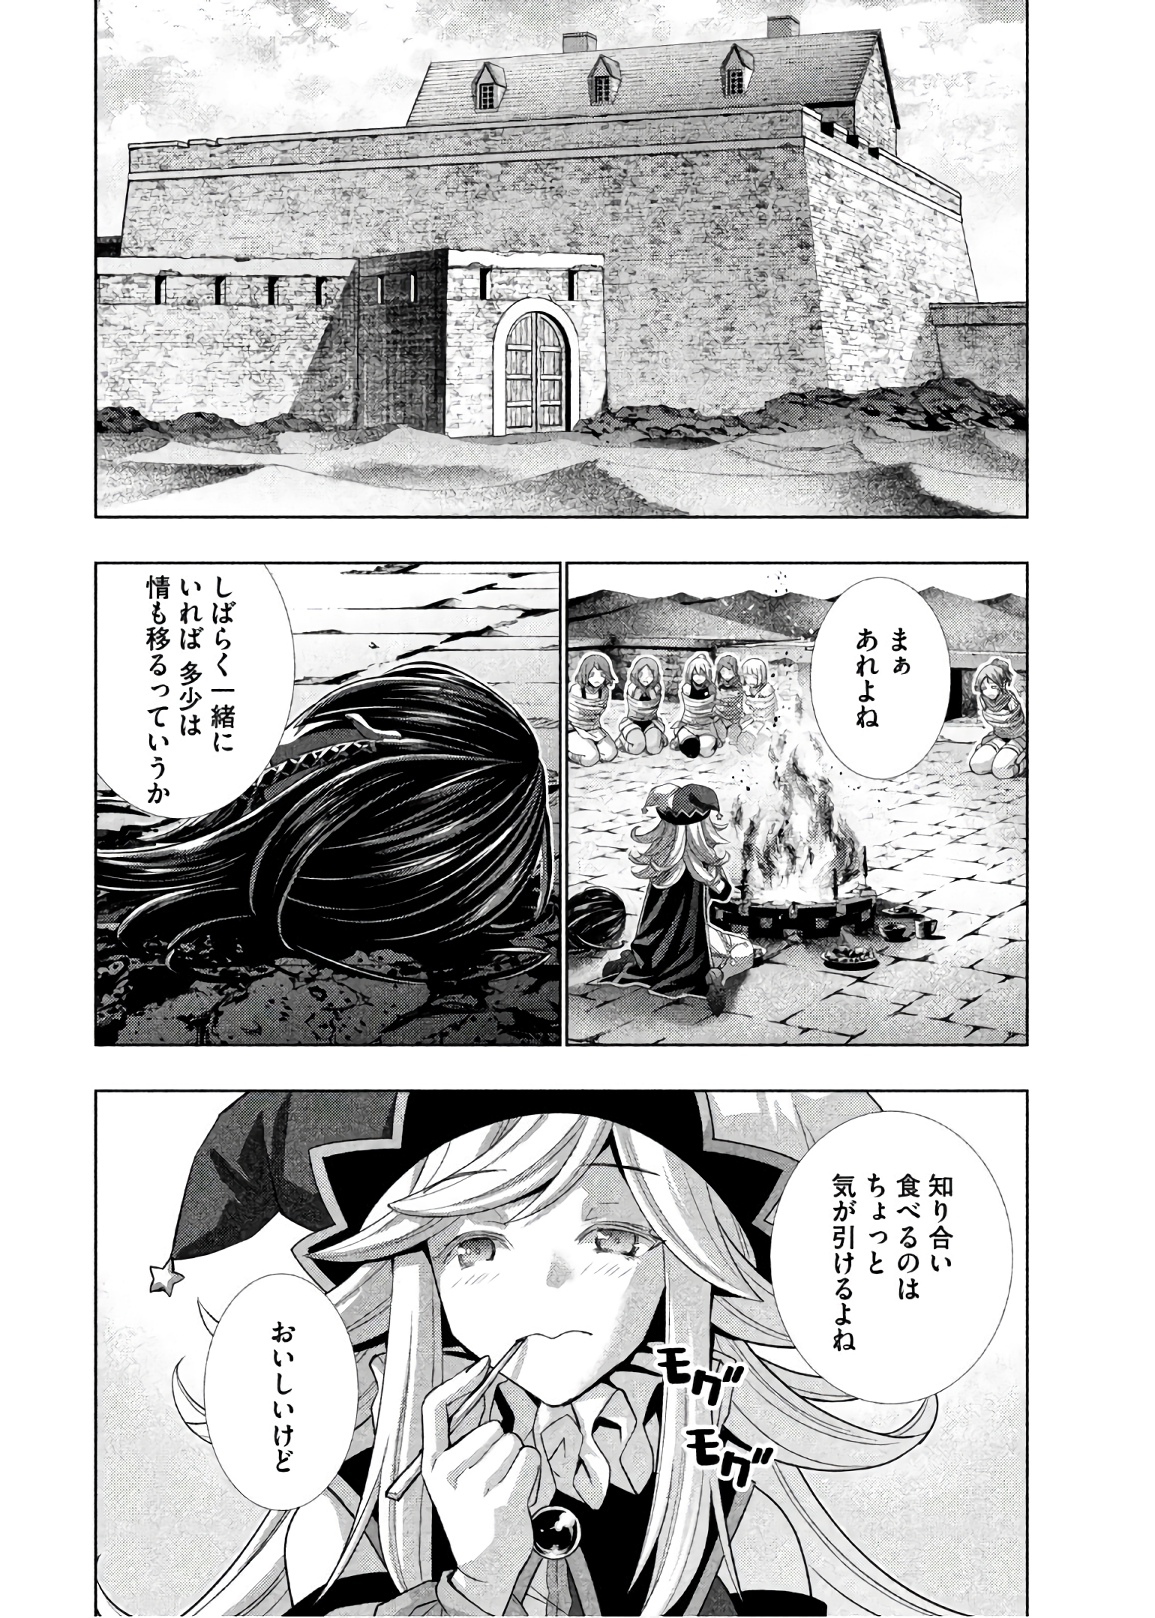 まぁ
あれよね
しばらく一緒に
いれば 多少は
情も移るっていうか
知り合い
食べるのは
ちょっと
気が引けるよね
モグ
モグ
おいしいけど